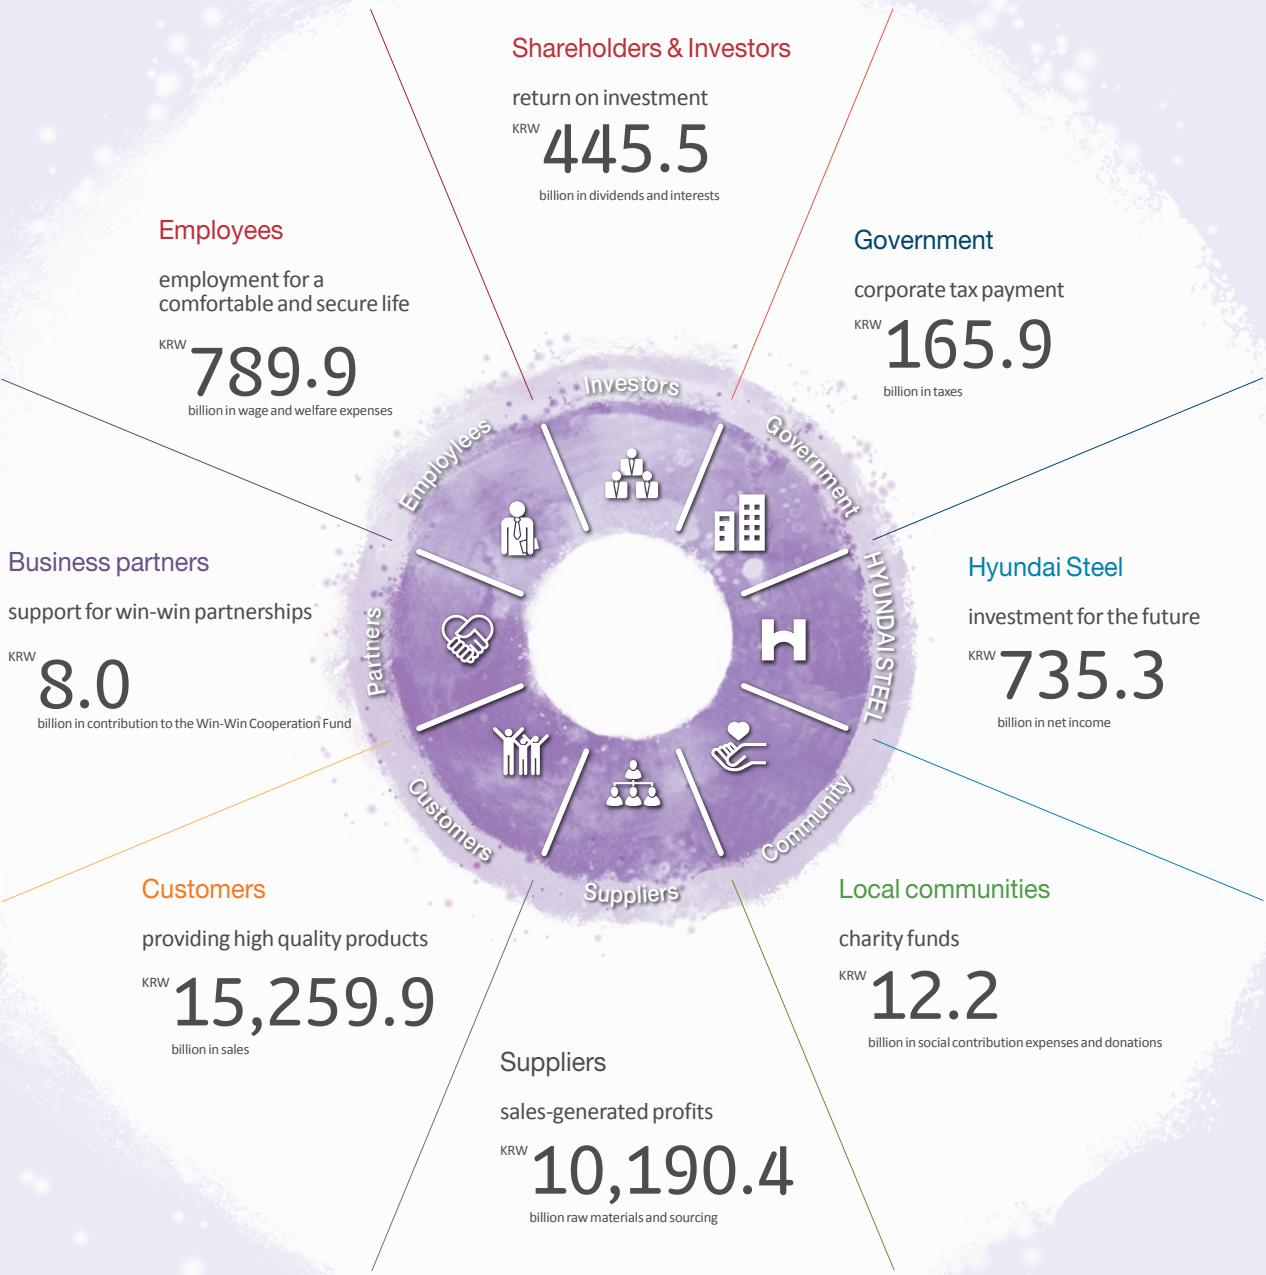 Shareholders & Investors
return on investment
KRW 445.5
billion in dividends and interests
Employees
employment for a
comfortable and secure life
KRW 789.9
billion in wage and welfare expenses
Government
corporate tax payment
KRW 165.9
billion in taxes
Business partners
support for win-win partnerships
KRW 8.0
billion in contribution to the Win-Win Cooperation Fund
Hyundai Steel
investment for the future
KRW 735.3
billion in net income
Investors
Government
HYUNDAI STEEL
Community
Suppliers
Customers
Partners
Employlees
Customers
providing high quality products
KRW 15,259.9
billion in sales
Local communities
charity funds
KRW 12.2
billion in social contribution expenses and donations
Suppliers
sales-generated profits
KRW 10,190.4
billion raw materials and sourcing